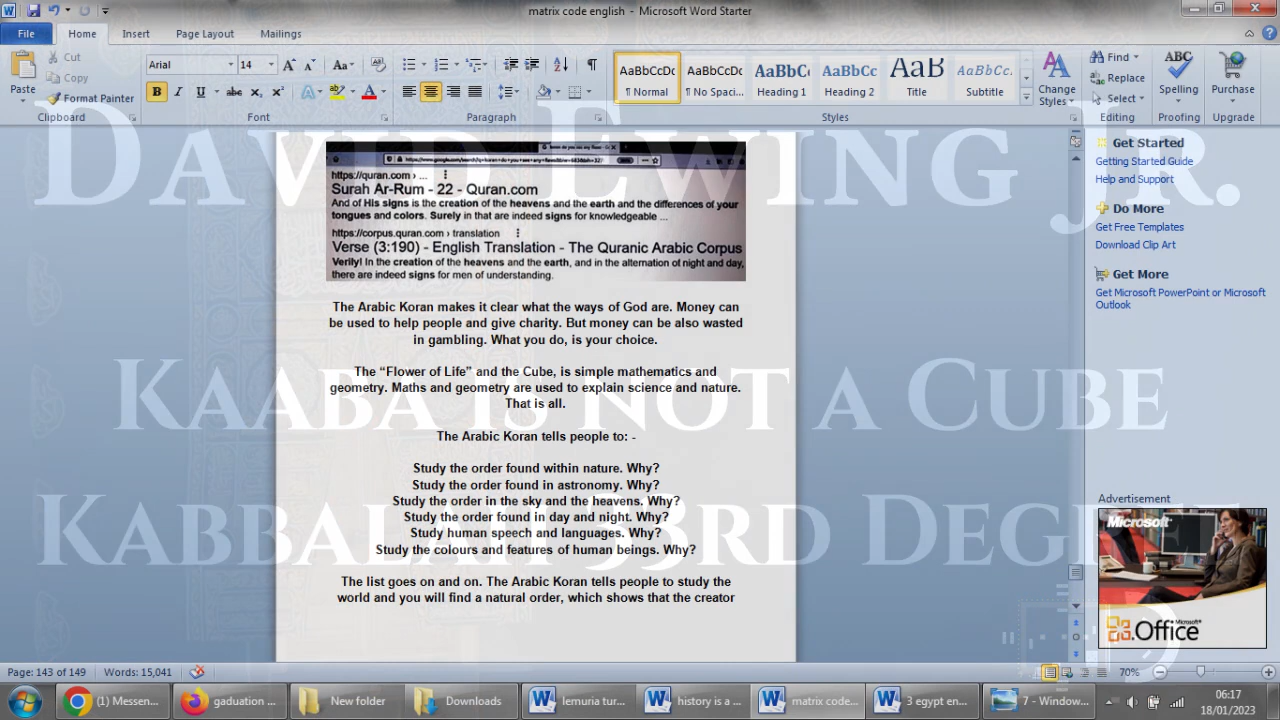 matrix code english - Microsoft Word Starter
File Home Insert Page Layout Mailings
Cut
Copy
Paste
Format Painter
Clipboard
Arial 14
Font
Paragraph
AaBbCcDc AaBbCcDc AaBbCc AaBbCc AaB AaBbCcDc
¶ Normal ¶ No Spaci... Heading 1 Heading 2 Title Subtitle
Styles
Change
Styles
Find
Replace
Select
Editing
Spelling
Proofing
Purchase
Upgrade
DAVID EWING JR.
KAABA IS NOT A CUBE
KABBALAH 33RD DEGREE
https://quran.com › ...
Surah Ar-Rum - 22 - Quran.com
And of His signs is the creation of the heavens and the earth and the differences of your
tongues and colors. Surely in that are indeed signs for knowledgeable ...
https://corpus.quran.com › translation
Verse (3:190) - English Translation - The Quranic Arabic Corpus
Verily! In the creation of the heavens and the earth, and in the alternation of night and day,
there are indeed signs for men of understanding.
The Arabic Koran makes it clear what the ways of God are. Money can
be used to help people and give charity. But money can be also wasted
in gambling. What you do, is your choice.
The “Flower of Life” and the Cube, is simple mathematics and
geometry. Maths and geometry are used to explain science and nature.
That is all.
The Arabic Koran tells people to: -
Study the order found within nature. Why?
Study the order found in astronomy. Why?
Study the order in the sky and the heavens. Why?
Study the order found in day and night. Why?
Study human speech and languages. Why?
Study the colours and features of human beings. Why?
The list goes on and on. The Arabic Koran tells people to study the
world and you will find a natural order, which shows that the creator
Get Started
Getting Started Guide
Help and Support
Do More
Get Free Templates
Download Clip Art
Get More
Get Microsoft PowerPoint or Microsoft
Outlook
Advertisement
Microsoft
Microsoft
Office
Page: 143 of 149 Words: 15,041
70%
(1) Messen... gaduation ... New folder Downloads lemuria tur... history is a ... matrix code... 3 egypt en... 7 - Window...
06:17
18/01/2023